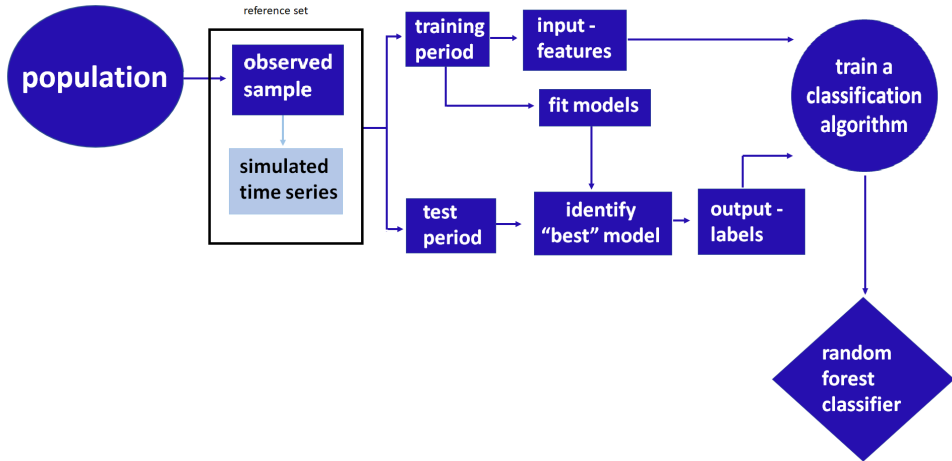 reference set
population
observed
sample
simulated
time series
training
period
input -
features
fit models
test
period
identify
“best” model
output -
labels
train a
classification
algorithm
random
forest
classifier